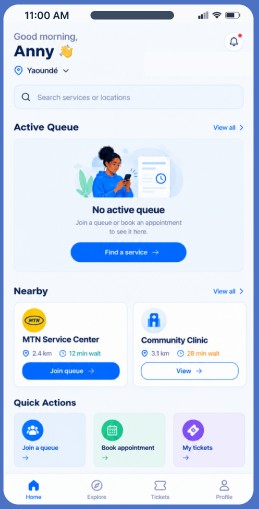 11:00 AM
Good morning,
Anny 👋
Yaoundé
Search services or locations
Active Queue
View all
No active queue
Join a queue or book an appointment
to see it here.
Find a service →
Nearby
View all
MTN
MTN Service Center
2.4 km 12 min wait
Join queue →
Community Clinic
3.1 km 28 min wait
View →
Quick Actions
Join a queue
→
Book appointment
→
My tickets
→
Home
Explore
Tickets
Profile